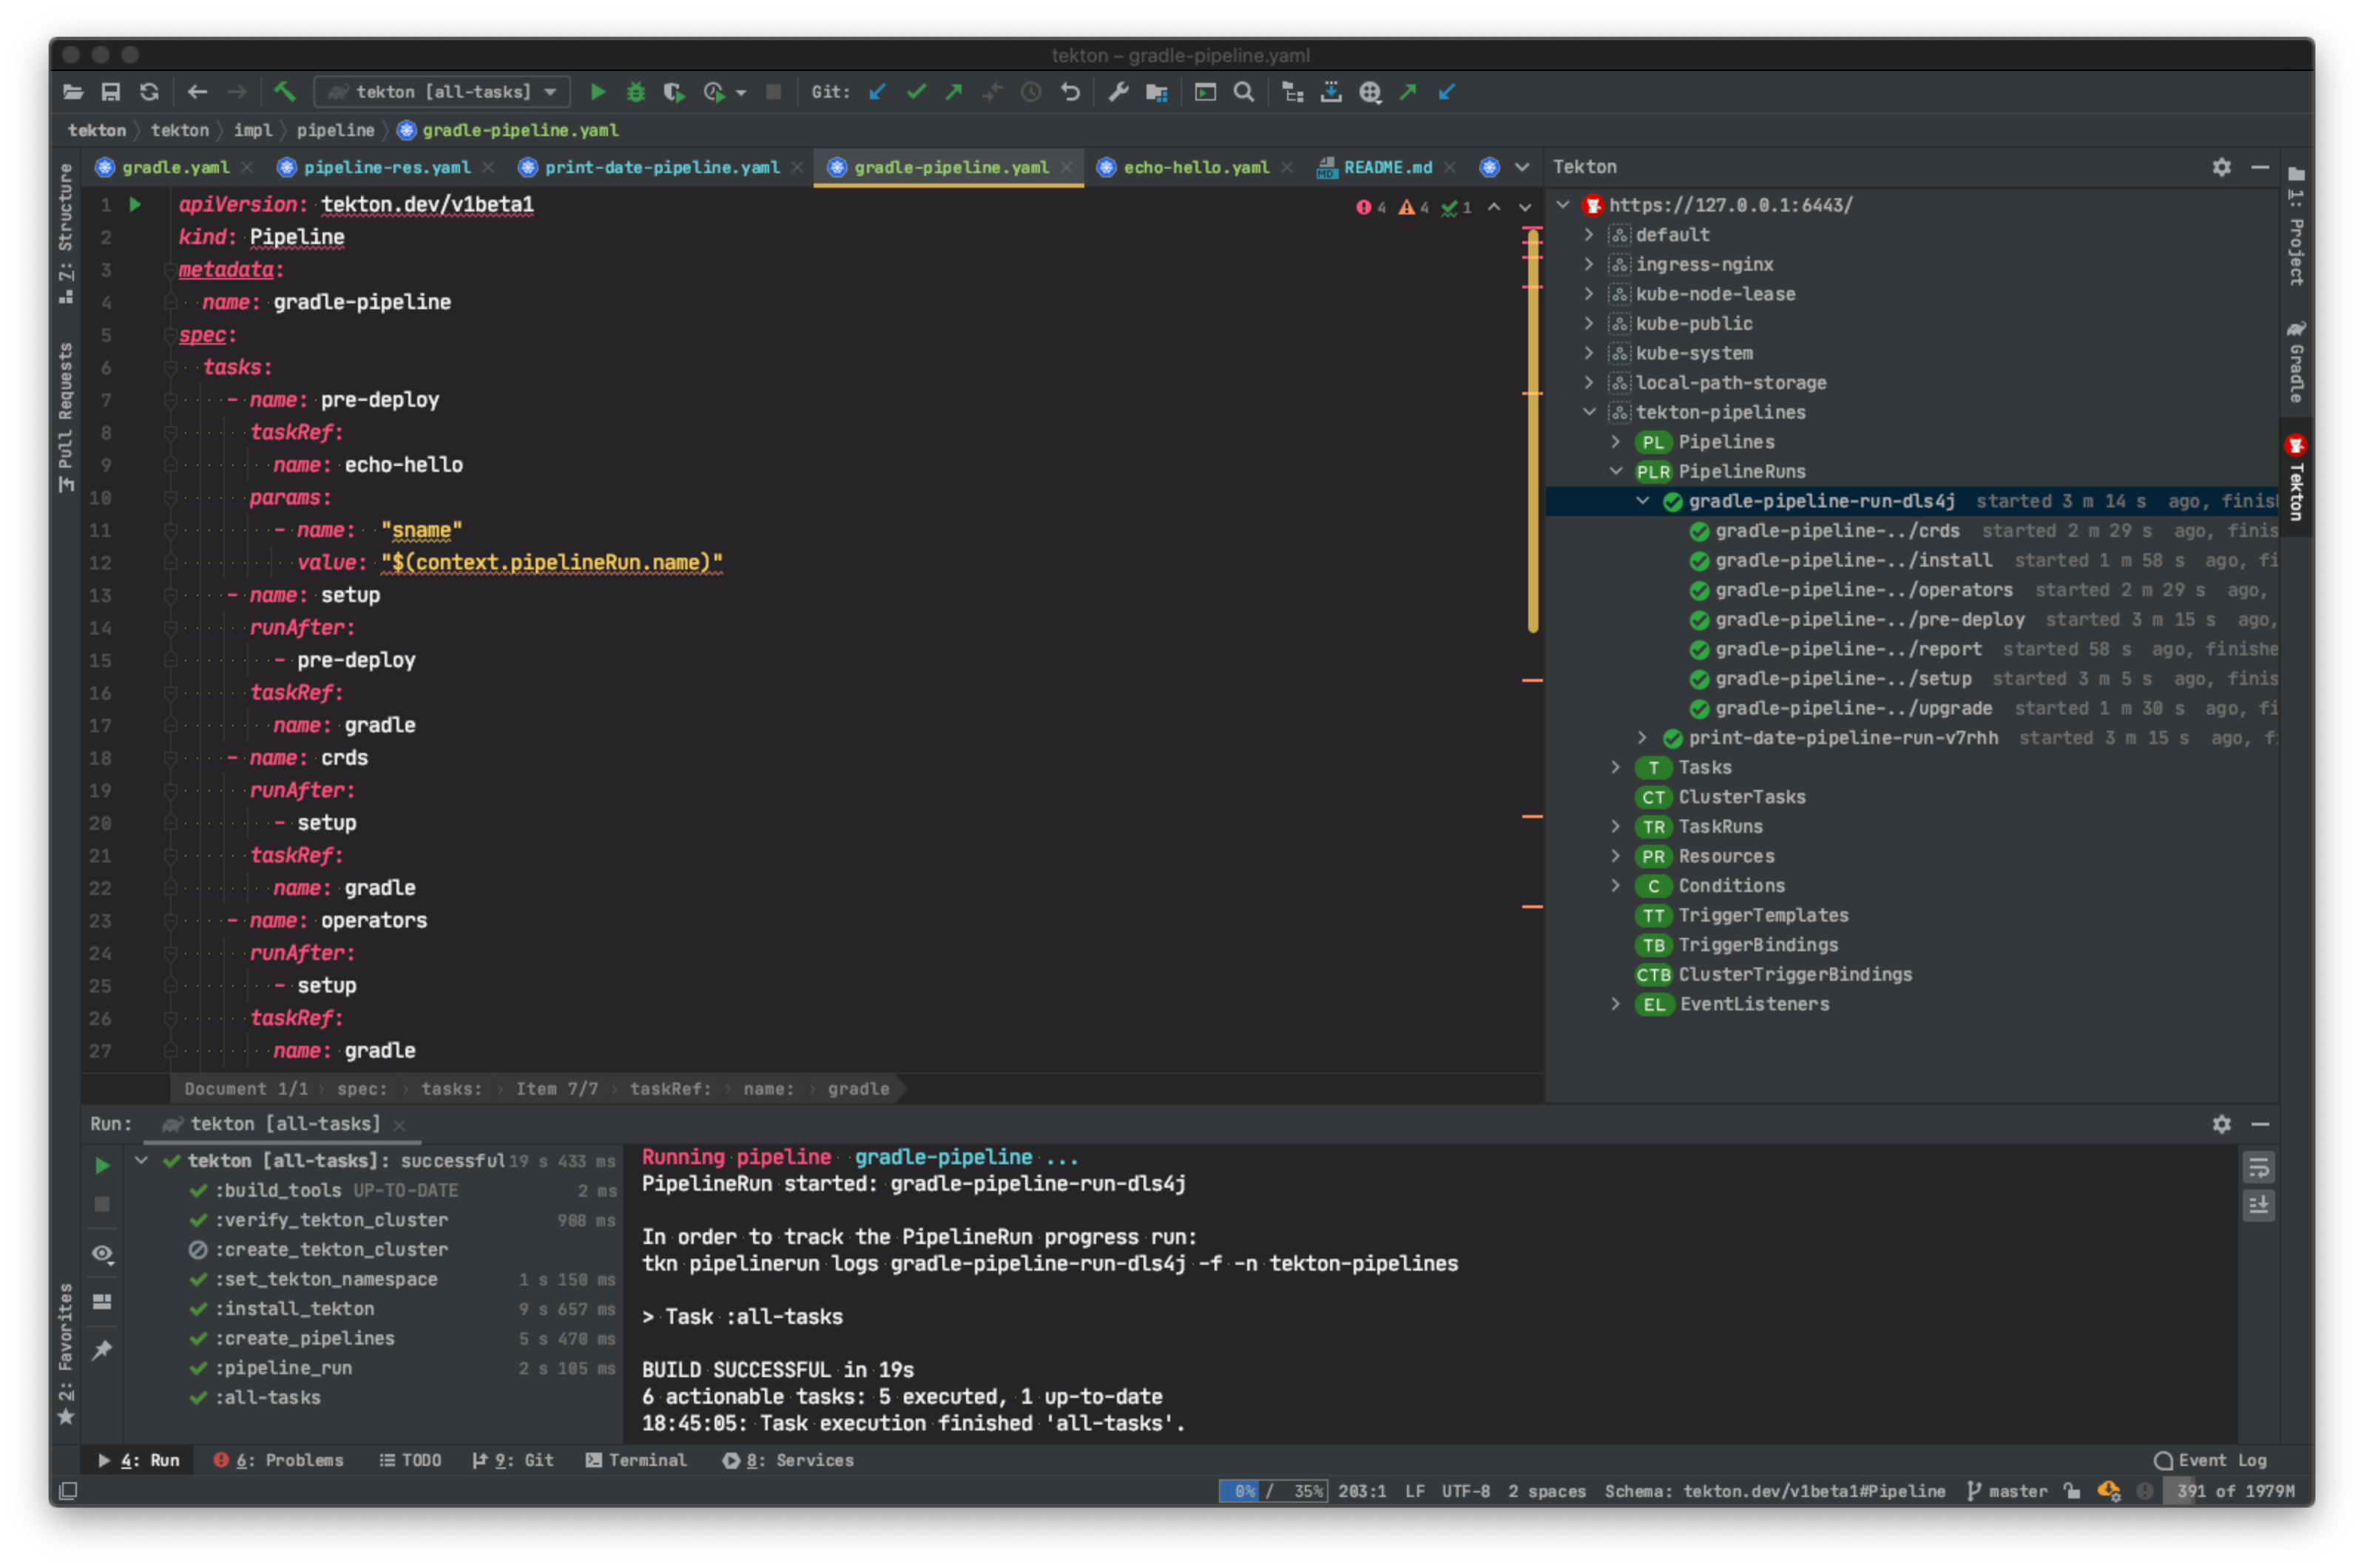 tekton – gradle-pipeline.yaml
tekton [all-tasks]
Git:
tekton
tekton
impl
pipeline
gradle-pipeline.yaml
gradle.yaml
pipeline-res.yaml
print-date-pipeline.yaml
gradle-pipeline.yaml
echo-hello.yaml
README.md
7: Structure
Pull Requests
2: Favorites
4 4 1
1 apiVersion: tekton.dev/v1beta1
2 kind: Pipeline
3 metadata:
4 name: gradle-pipeline
5 spec:
6 tasks:
7 - name: pre-deploy
8 taskRef:
9 name: echo-hello
10 params:
11 - name: "sname"
12 value: "$(context.pipelineRun.name)"
13 - name: setup
14 runAfter:
15 - pre-deploy
16 taskRef:
17 name: gradle
18 - name: crds
19 runAfter:
20 - setup
21 taskRef:
22 name: gradle
23 - name: operators
24 runAfter:
25 - setup
26 taskRef:
27 name: gradle
Document 1/1 spec: tasks: Item 7/7 taskRef: name: gradle
Tekton
https://127.0.0.1:6443/
default
ingress-nginx
kube-node-lease
kube-public
kube-system
local-path-storage
tekton-pipelines
PL Pipelines
PLR PipelineRuns
gradle-pipeline-run-dls4j started 3 m 14 s ago, finis
gradle-pipeline-../crds started 2 m 29 s ago, finis
gradle-pipeline-../install started 1 m 58 s ago, fi
gradle-pipeline-../operators started 2 m 29 s ago,
gradle-pipeline-../pre-deploy started 3 m 15 s ago,
gradle-pipeline-../report started 58 s ago, finishe
gradle-pipeline-../setup started 3 m 5 s ago, finis
gradle-pipeline-../upgrade started 1 m 30 s ago, fi
print-date-pipeline-run-v7rhh started 3 m 15 s ago, f
T Tasks
CT ClusterTasks
TR TaskRuns
PR Resources
C Conditions
TT TriggerTemplates
TB TriggerBindings
CTB ClusterTriggerBindings
EL EventListeners
1: Project
Gradle
Tekton
Run: tekton [all-tasks]
tekton [all-tasks]: successful 19 s 433 ms
:build_tools UP-TO-DATE 2 ms
:verify_tekton_cluster 908 ms
:create_tekton_cluster
:set_tekton_namespace 1 s 150 ms
:install_tekton 9 s 657 ms
:create_pipelines 5 s 470 ms
:pipeline_run 2 s 105 ms
:all-tasks
Running pipeline gradle-pipeline ...
PipelineRun started: gradle-pipeline-run-dls4j
In order to track the PipelineRun progress run:
tkn pipelinerun logs gradle-pipeline-run-dls4j -f -n tekton-pipelines
> Task :all-tasks
BUILD SUCCESSFUL in 19s
6 actionable tasks: 5 executed, 1 up-to-date
18:45:05: Task execution finished 'all-tasks'.
4: Run
6: Problems
TODO
9: Git
Terminal
8: Services
Event Log
0% / 35% 203:1 LF UTF-8 2 spaces Schema: tekton.dev/v1beta1#Pipeline master 391 of 1979M